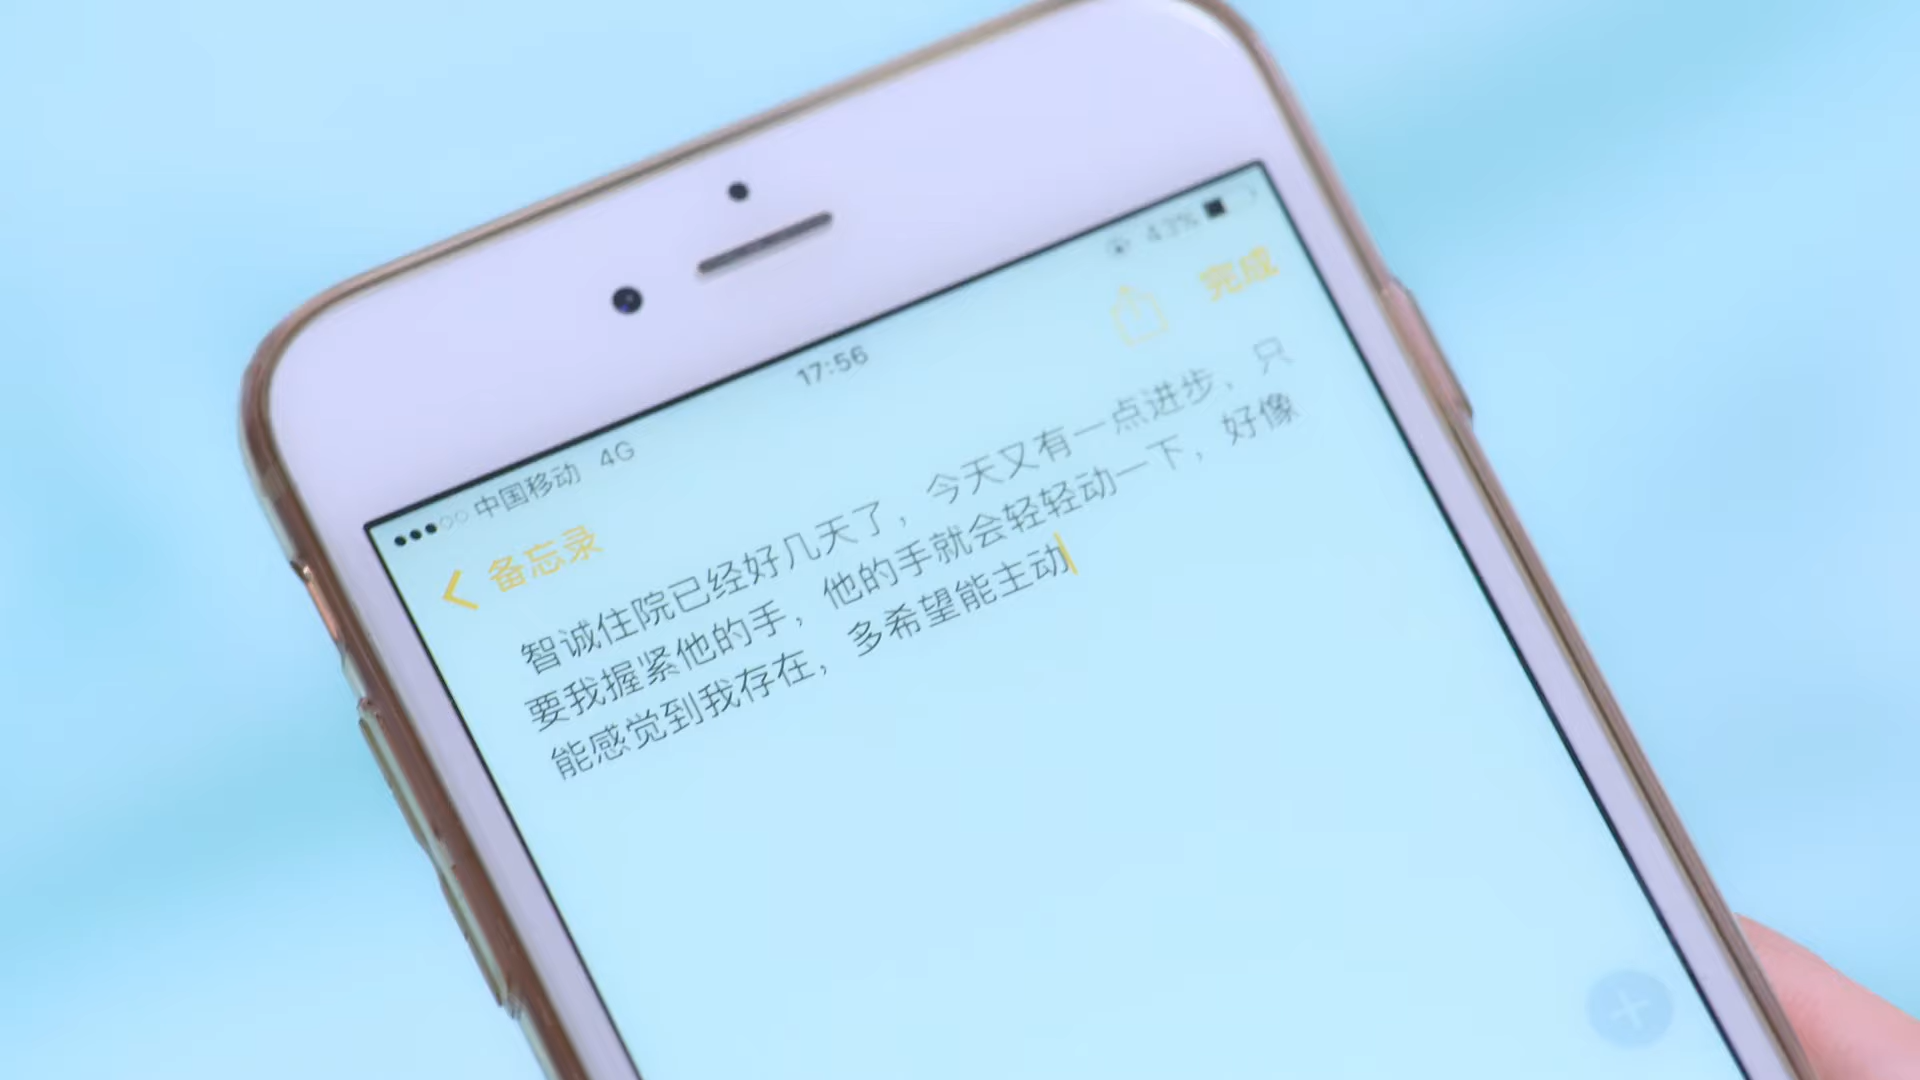 中国移动 4G 17:56 43%
备忘录 完成
智诚住院已经好几天了，今天又有一点进步，只
要我握紧他的手，他的手就会轻轻动一下，好像
能感觉到我存在，多希望能主动